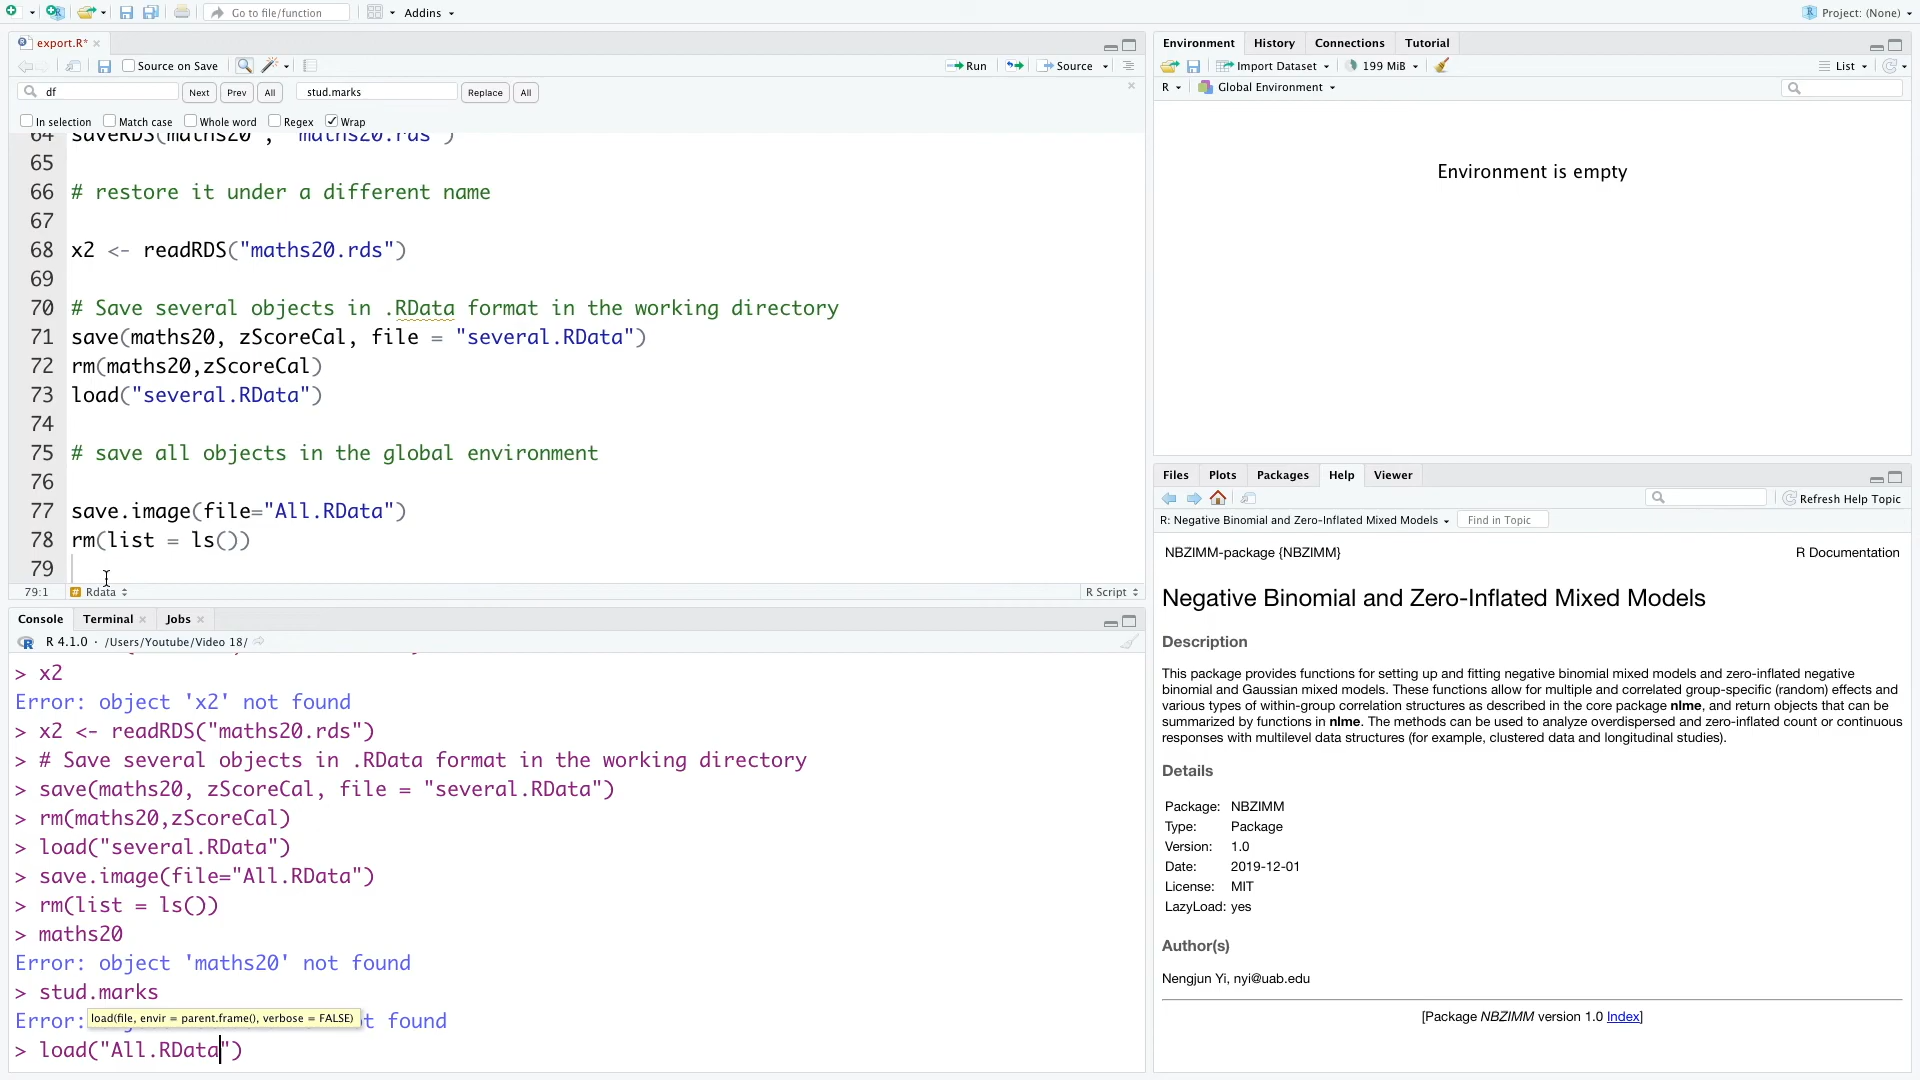 Go to file/function
Addins
Project: (None)
export.R*
Source on Save
Run
Source
df
Next
Prev
All
stud.marks
Replace
All
In selection
Match case
Whole word
Regex
Wrap
64 saveRDS(maths20 , "maths20.rds")
65
66 # restore it under a different name
67
68 x2 <- readRDS("maths20.rds")
69
70 # Save several objects in .RData format in the working directory
71 save(maths20, zScoreCal, file = "several.RData")
72 rm(maths20,zScoreCal)
73 load("several.RData")
74
75 # save all objects in the global environment
76
77 save.image(file="All.RData")
78 rm(list = ls())
79
79:1
Rdata
R Script
Console
Terminal
Jobs
R 4.1.0 · /Users/Youtube/Video 18/
> x2
Error: object 'x2' not found
> x2 <- readRDS("maths20.rds")
> # Save several objects in .RData format in the working directory
> save(maths20, zScoreCal, file = "several.RData")
> rm(maths20,zScoreCal)
> load("several.RData")
> save.image(file="All.RData")
> rm(list = ls())
> maths20
Error: object 'maths20' not found
> stud.marks
load(file, envir = parent.frame(), verbose = FALSE)
Error: t found
> load("All.RData")
Environment
History
Connections
Tutorial
Import Dataset
199 MiB
List
R
Global Environment
Environment is empty
Files
Plots
Packages
Help
Viewer
Refresh Help Topic
R: Negative Binomial and Zero-Inflated Mixed Models
Find in Topic
NBZIMM-package {NBZIMM}
R Documentation
Negative Binomial and Zero-Inflated Mixed Models
Description
This package provides functions for setting up and fitting negative binomial mixed models and zero-inflated negative
binomial and Gaussian mixed models. These functions allow for multiple and correlated group-specific (random) effects and
various types of within-group correlation structures as described in the core package nlme, and return objects that can be
summarized by functions in nlme. The methods can be used to analyze overdispersed and zero-inflated count or continuous
responses with multilevel data structures (for example, clustered data and longitudinal studies).
Details
Package: NBZIMM
Type: Package
Version: 1.0
Date: 2019-12-01
License: MIT
LazyLoad: yes
Author(s)
Nengjun Yi, nyi@uab.edu
[Package NBZIMM version 1.0 Index]